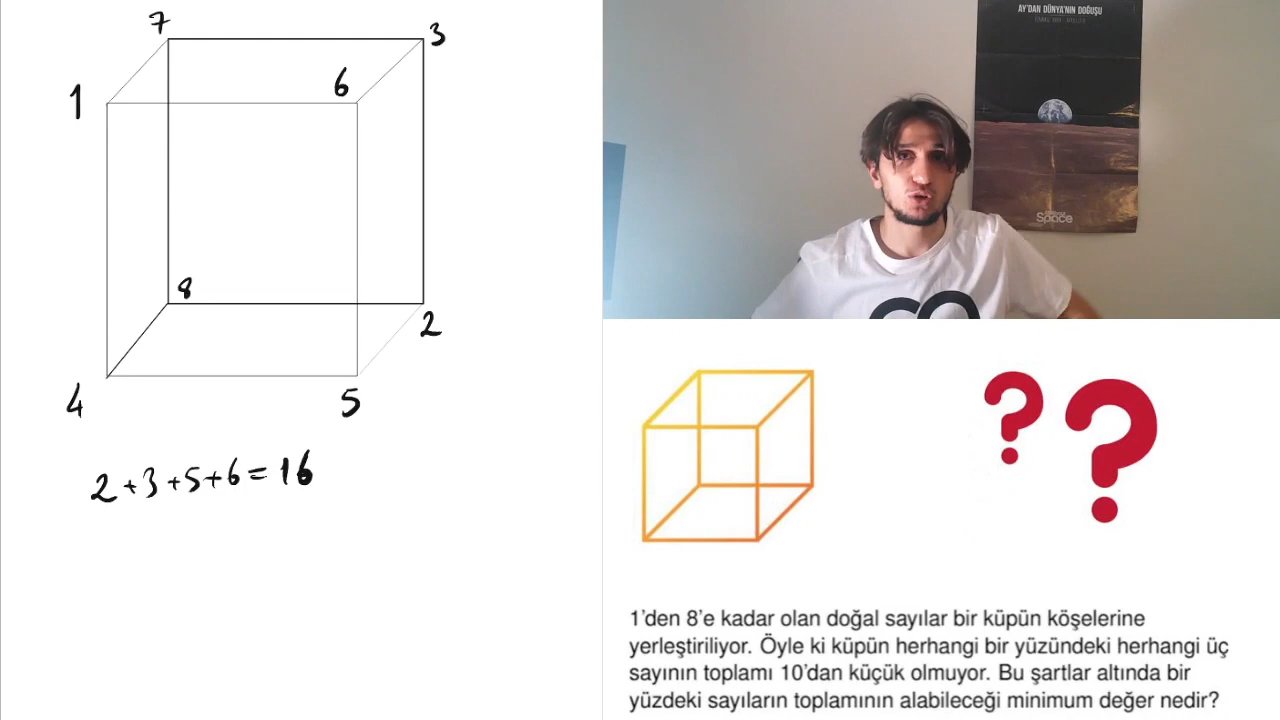 7
3
1
6
8
2
4
5
2+3+5+6=16
AY'DAN DÜNYA'NIN DOĞUŞU
Space
1'den 8'e kadar olan doğal sayılar bir küpün köşelerine
yerleştiriliyor. Öyle ki küpün herhangi bir yüzündeki herhangi üç
sayının toplamı 10'dan küçük olmuyor. Bu şartlar altında bir
yüzdeki sayıların toplamının alabileceği minimum değer nedir?
? ?